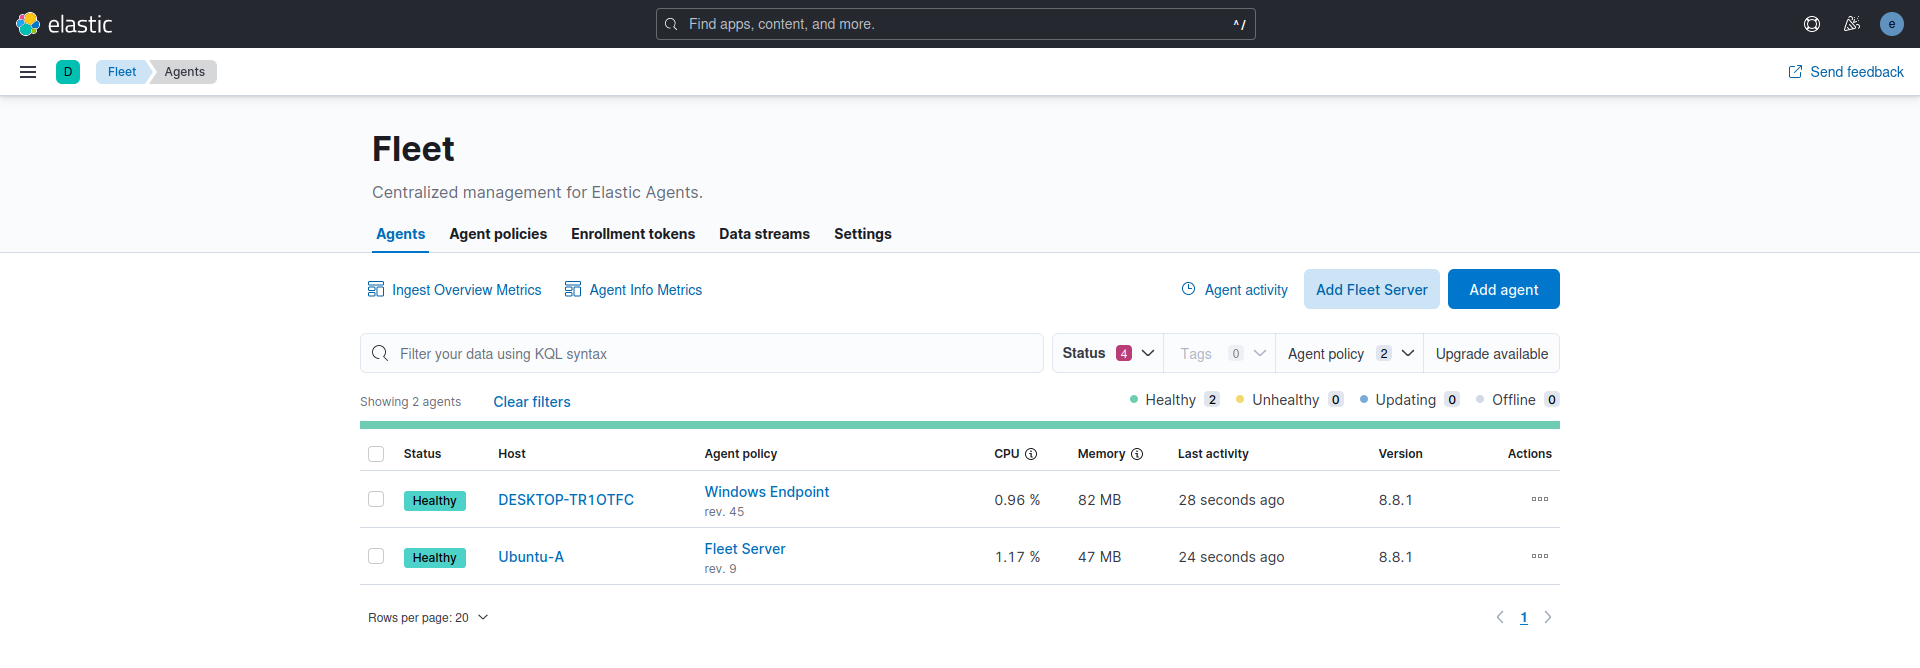 elastic
Find apps, content, and more.
^/
e
D
Fleet
Agents
Send feedback
Fleet
Centralized management for Elastic Agents.
Agents Agent policies Enrollment tokens Data streams Settings
Ingest Overview Metrics Agent Info Metrics Agent activity Add Fleet Server Add agent
Filter your data using KQL syntax Status 4 Tags 0 Agent policy 2 Upgrade available
Showing 2 agents Clear filters Healthy 2 Unhealthy 0 Updating 0 Offline 0
Status Host Agent policy CPU Memory Last activity Version Actions
Healthy DESKTOP-TR1OTFC Windows Endpoint 0.96 % 82 MB 28 seconds ago 8.8.1
rev. 45
Healthy Ubuntu-A Fleet Server 1.17 % 47 MB 24 seconds ago 8.8.1
rev. 9
Rows per page: 20 1